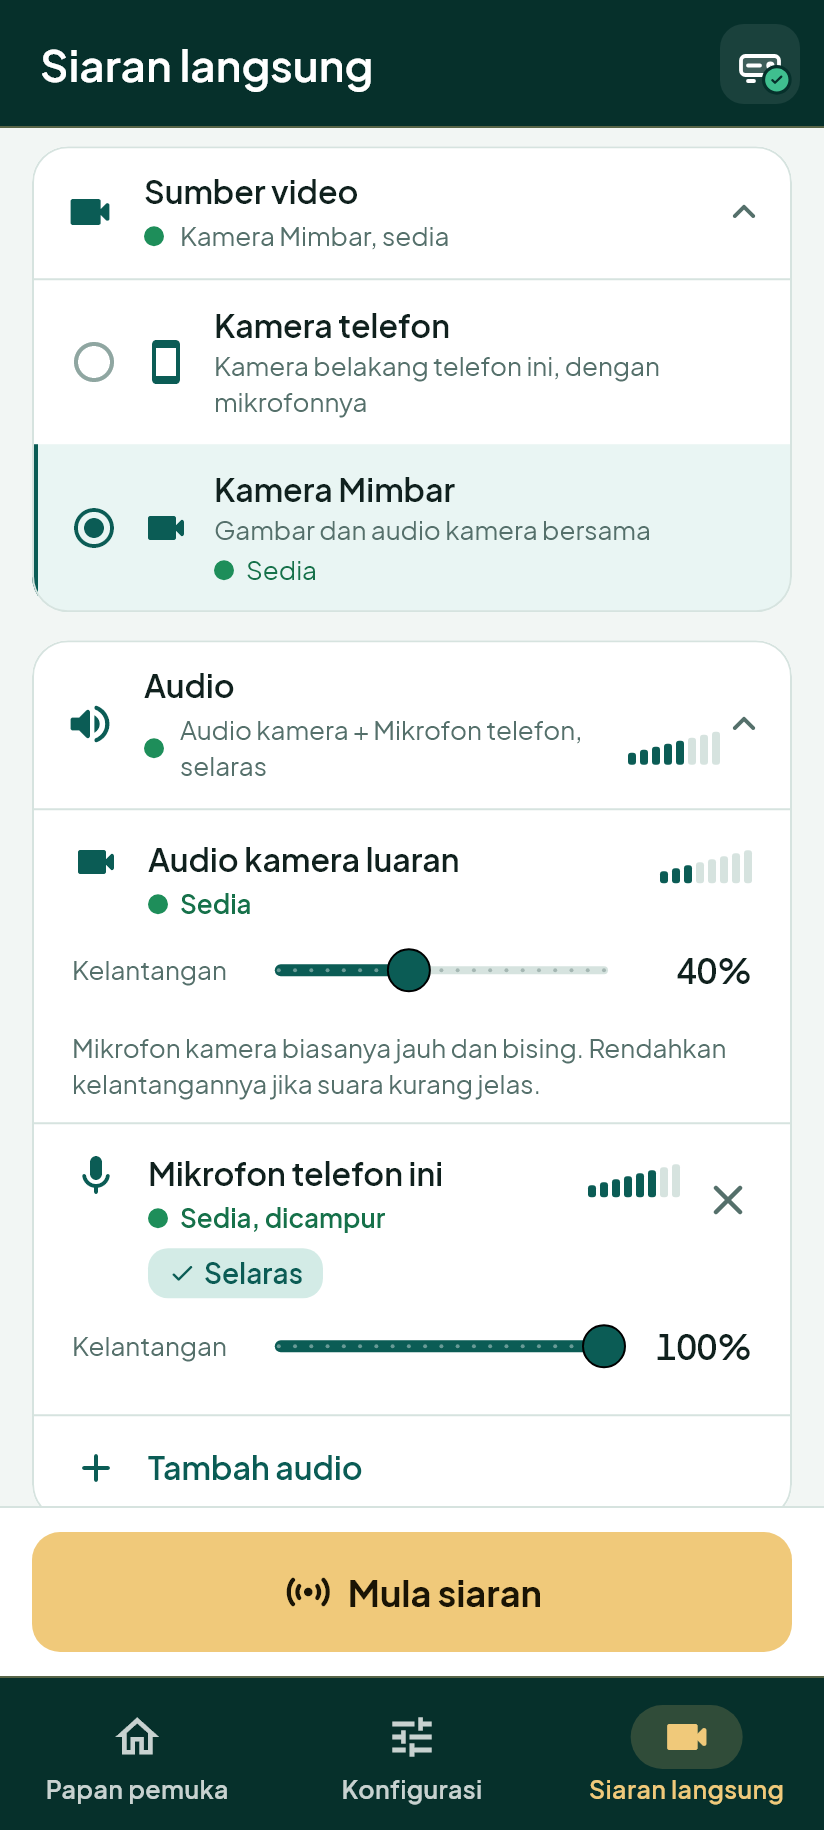 Siaran langsung
Sumber video
Kamera Mimbar, sedia
Kamera telefon
Kamera belakang telefon ini, dengan
mikrofonnya
Kamera Mimbar
Gambar dan audio kamera bersama
Sedia
Audio
Audio kamera + Mikrofon telefon,
selaras
Audio kamera luaran
Sedia
Kelantangan
40%
Mikrofon kamera biasanya jauh dan bising. Rendahkan
kelantangannya jika suara kurang jelas.
Mikrofon telefon ini
Sedia, dicampur
Selaras
Kelantangan
100%
Tambah audio
Mula siaran
Papan pemuka
Konfigurasi
Siaran langsung